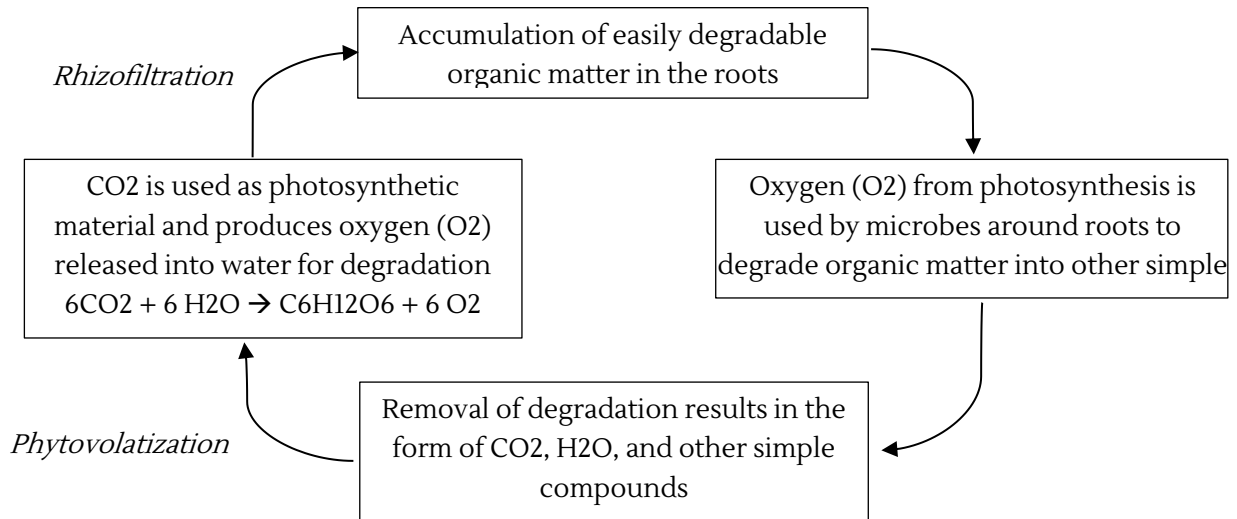 Accumulation of easily degradable
organic matter in the roots
Rhizofiltration
CO2 is used as photosynthetic
material and produces oxygen (O2)
released into water for degradation
6CO2 + 6 H2O → C6H12O6 + 6 O2
Oxygen (O2) from photosynthesis is
used by microbes around roots to
degrade organic matter into other simple
Removal of degradation results in the
form of CO2, H2O, and other simple
compounds
Phytovolatization